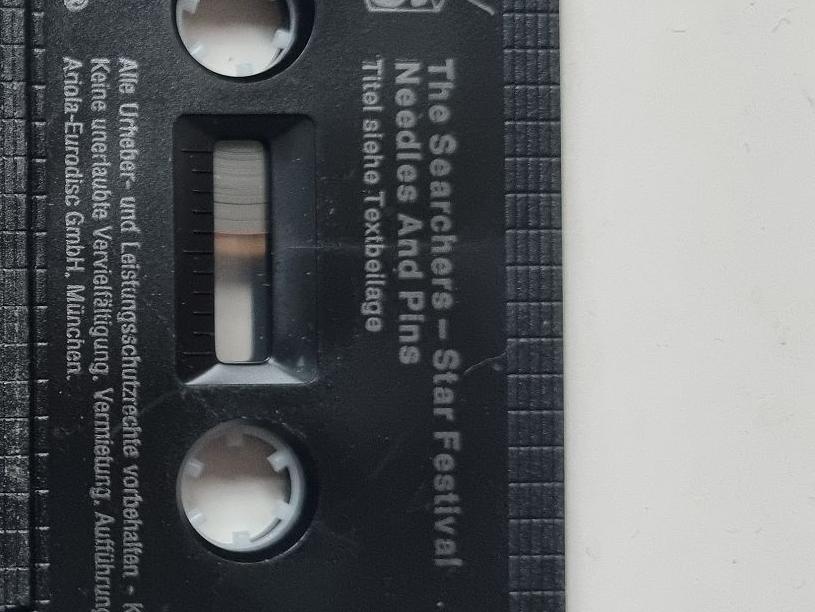 The Searchers – Star Festival
Needles And Pins
Titel siehe Textbeilage
Alle Urheber- und Leistungsschutzrechte vorbehalten - K
Keine unerlaubte Vervielfältigung, Vermietung, Aufführung
Ariola-Eurodisc GmbH, München.